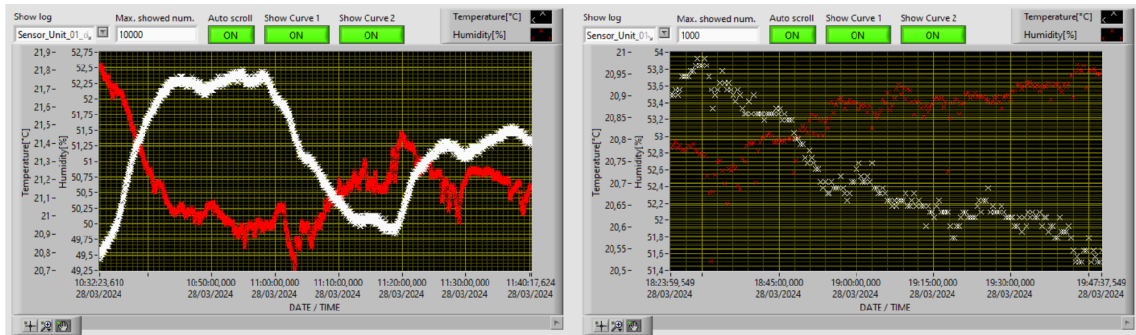 Show log
Max. showed num.
Auto scroll
Show Curve 1
Show Curve 2
Temperature[°C]
Humidity[%]
Sensor_Unit_01_d
10000
ON
ON
ON
21,9-
21,8-
21,7-
21,6-
21,5-
21,4-
21,3-
21,2-
21,1-
21-
20,9-
20,8-
20,7-
Temperature[°C]
52,75
52,5
52,25
52
51,75
51,5
51,25
51
50,75
50,5
50,25
50
49,75
49,5
49,25
Humidity[%]
10:32:23,610
28/03/2024
10:50:00,000
28/03/2024
11:00:00,000
28/03/2024
11:10:00,000
28/03/2024
11:20:00,000
28/03/2024
11:30:00,000
28/03/2024
11:40:17,624
28/03/2024
DATE / TIME
Show log
Max. showed num.
Auto scroll
Show Curve 1
Show Curve 2
Temperature[°C]
Humidity[%]
Sensor_Unit_01
1000
ON
ON
ON
21-
20,95-
20,9-
20,85-
20,8-
20,75-
20,7-
20,65-
20,6-
20,55-
20,5-
Temperature[°C]
54
53,8
53,6
53,4
53,2
53
52,8
52,6
52,4
52,2
52
51,8
51,6
51,4
Humidity[%]
18:23:59,549
28/03/2024
18:45:00,000
28/03/2024
19:00:00,000
28/03/2024
19:15:00,000
28/03/2024
19:30:00,000
28/03/2024
19:47:37,549
28/03/2024
DATE / TIME